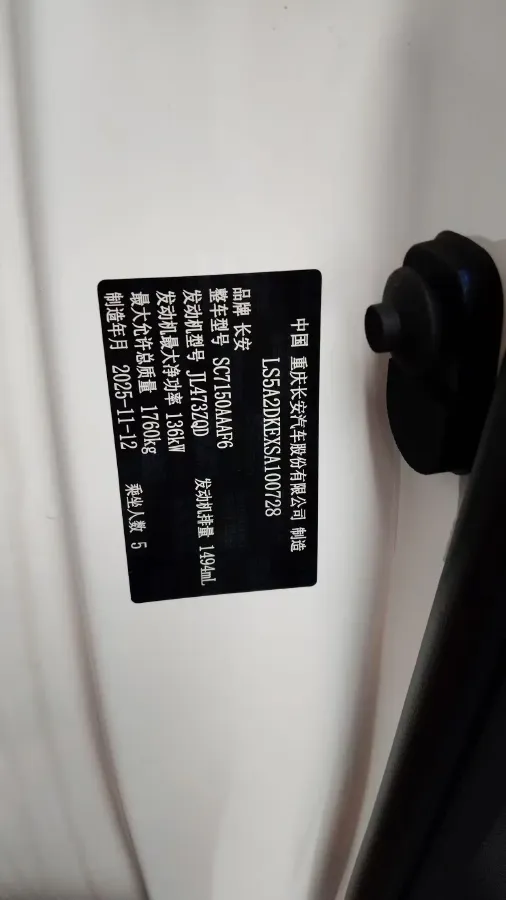 中国 重庆长安汽车股份有限公司 制造
LS5A2DKEXSA100728
品牌 长安
整车型号 SC7150AAAF6
发动机型号 JL473ZQD 发动机排量 1494mL
发动机最大净功率 136kW
最大允许总质量 1760kg
制造年月 2025-11-12 乘坐人数 5